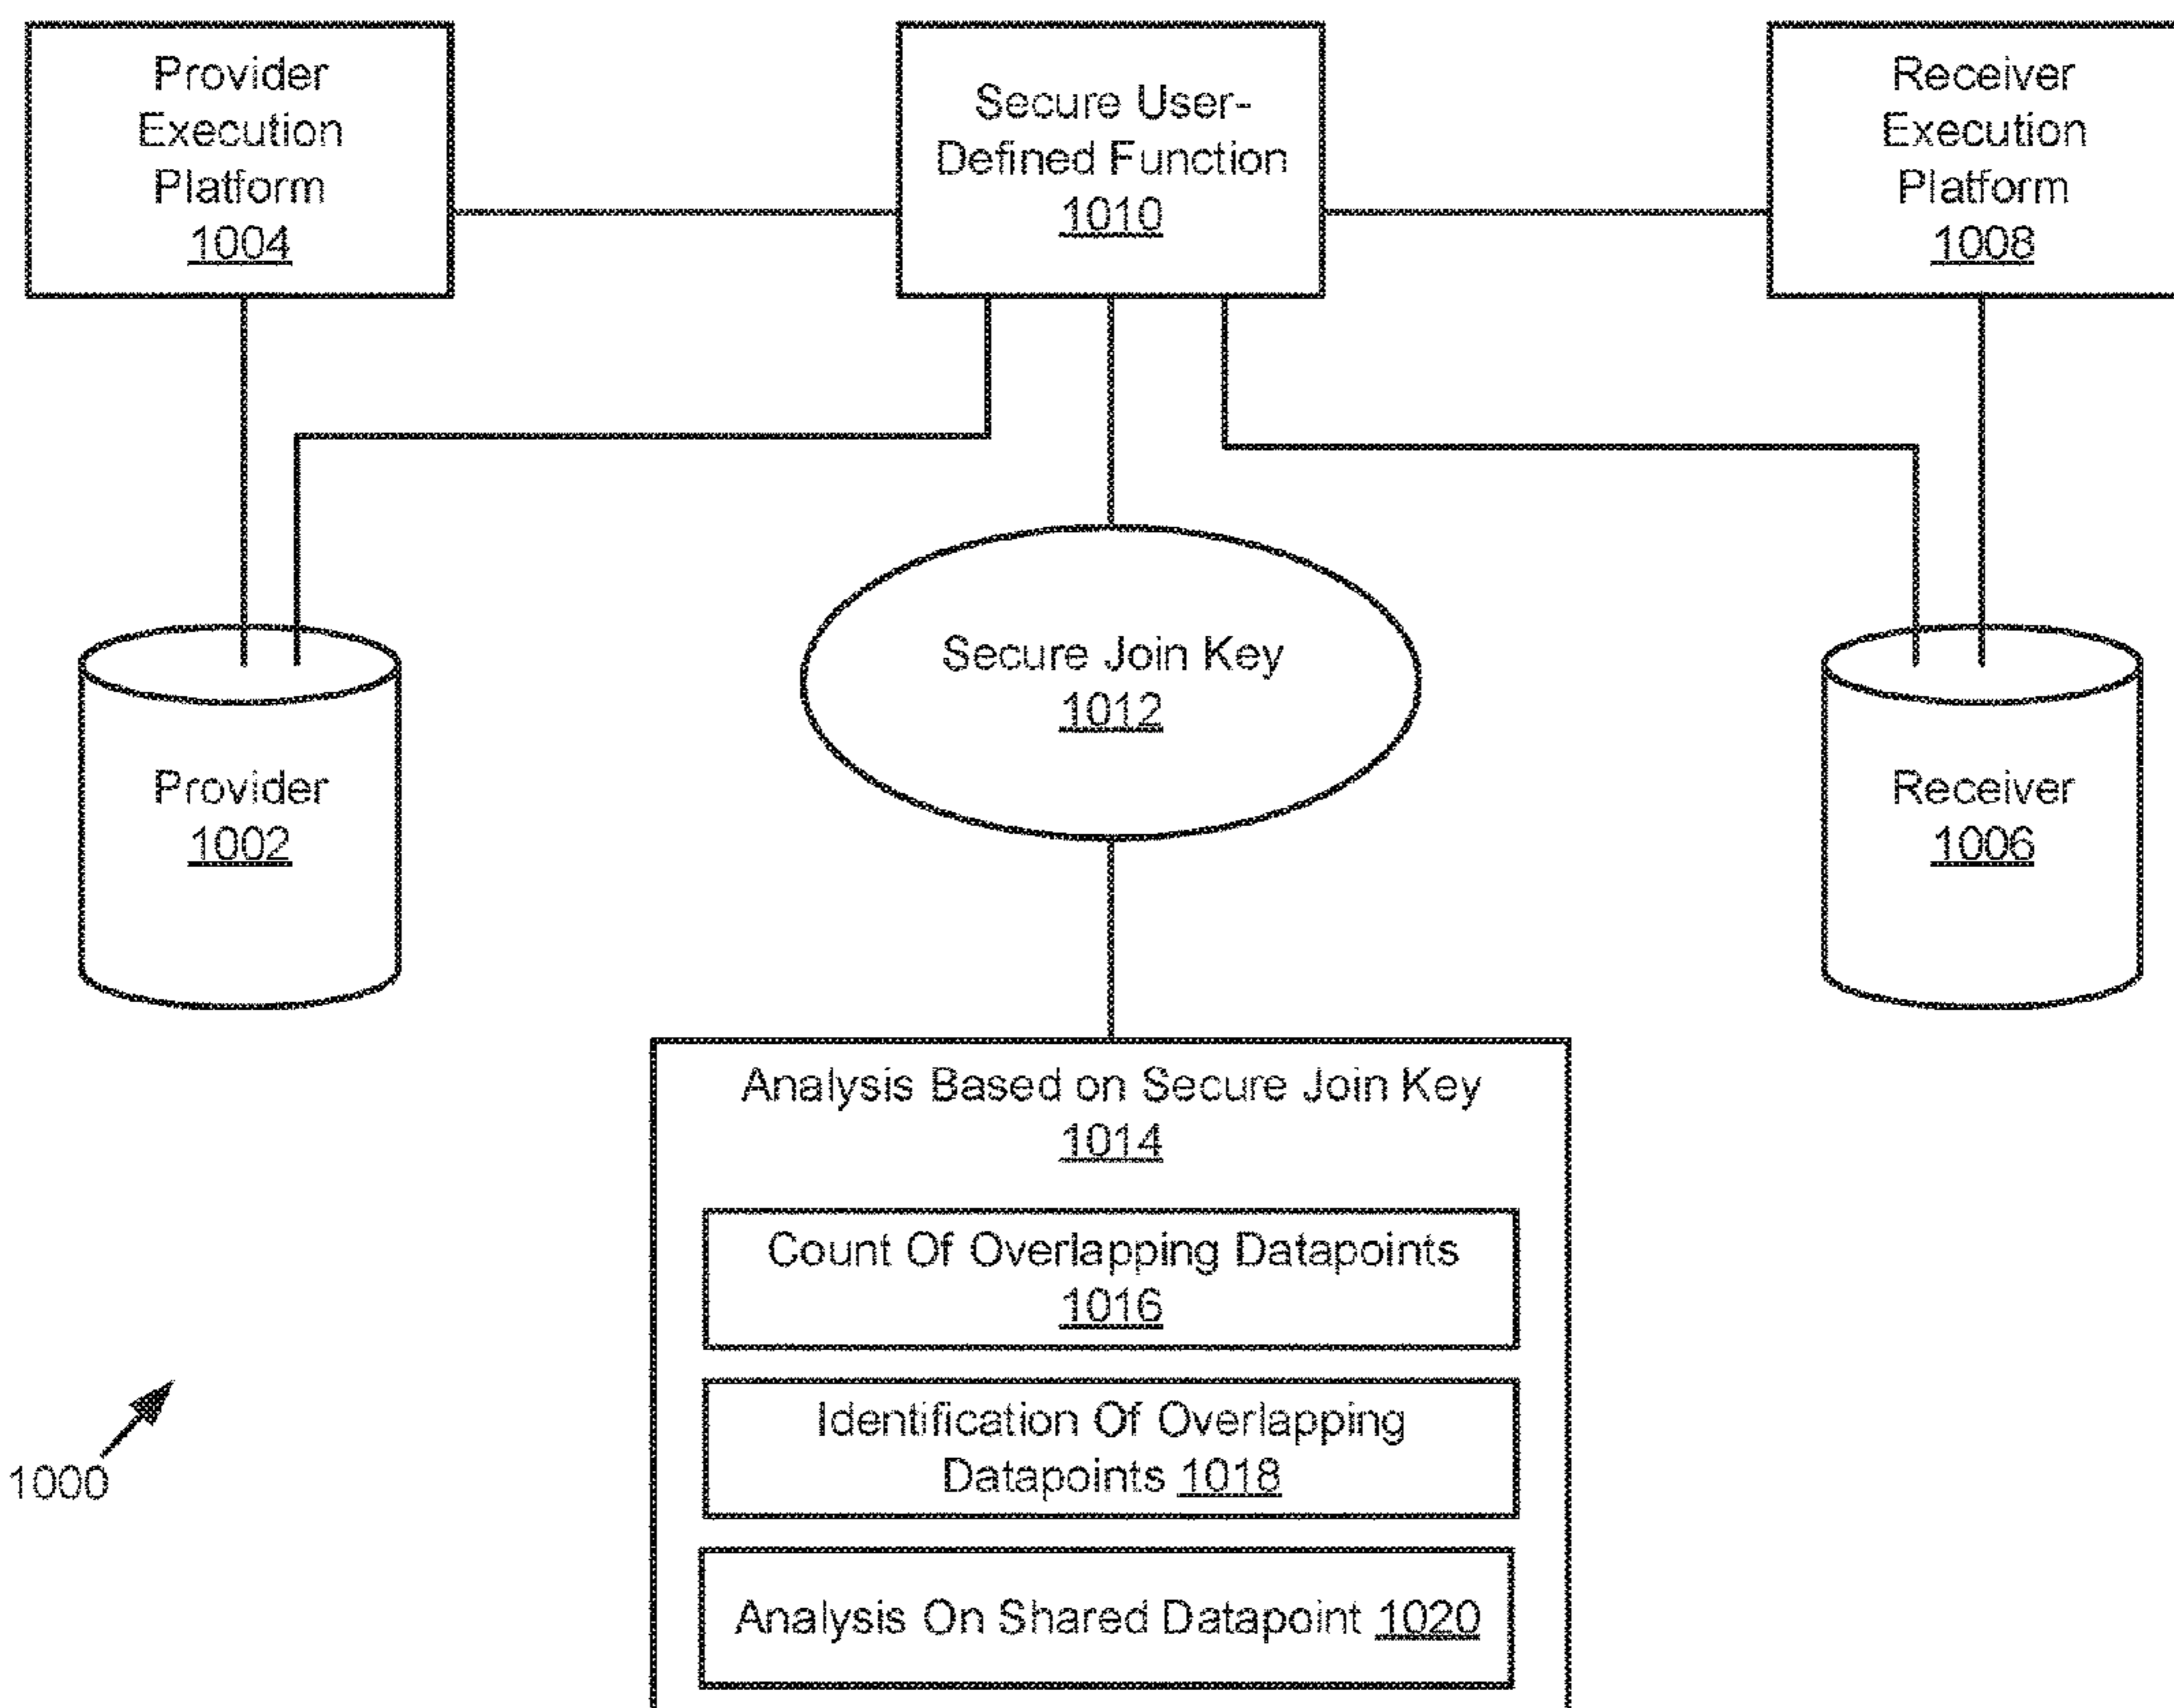 Provider
Execution
Platform
1004
Secure User-
Defined Function
1010
Receiver
Execution
Platform
1008
Secure Join Key
1012
Provider
1002
Receiver
1006
Analysis Based on Secure Join Key
1014
Count Of Overlapping Datapoints
1016
Identification Of Overlapping
Datapoints 1018
Analysis On Shared Datapoint 1020
1000